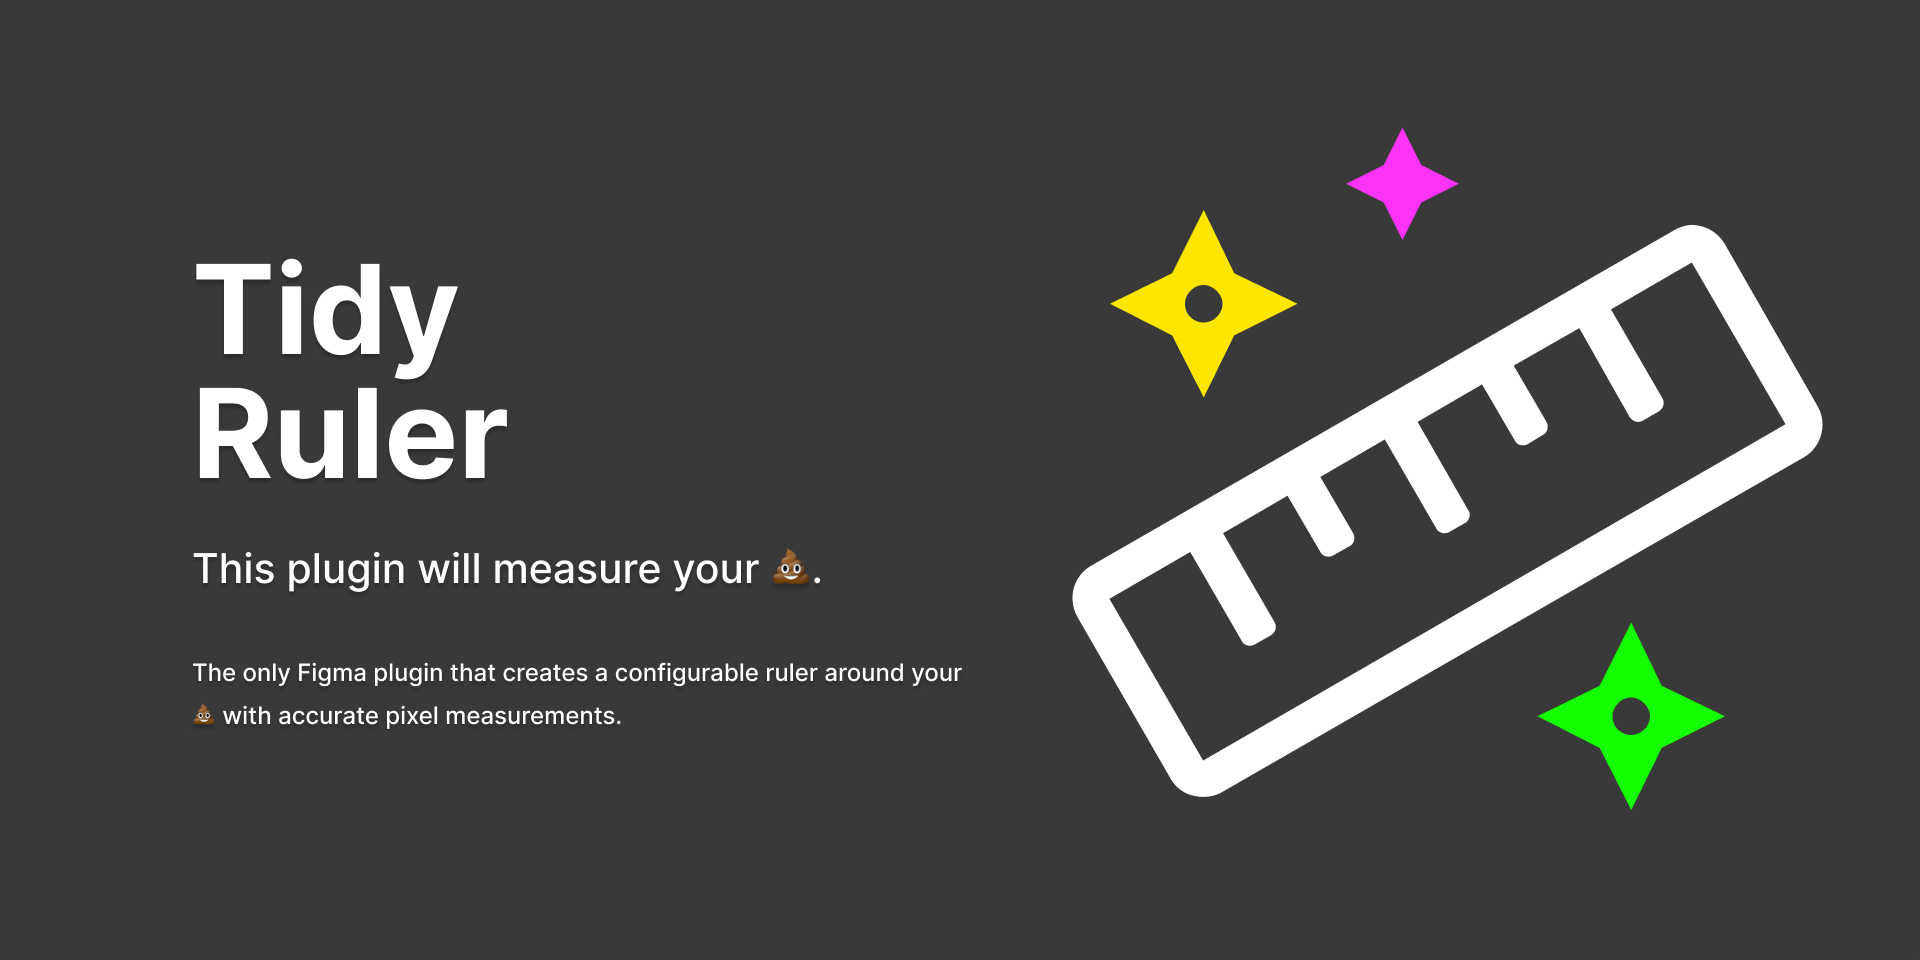 Tidy
Ruler
This plugin will measure your 💩.
The only Figma plugin that creates a configurable ruler around your
💩 with accurate pixel measurements.